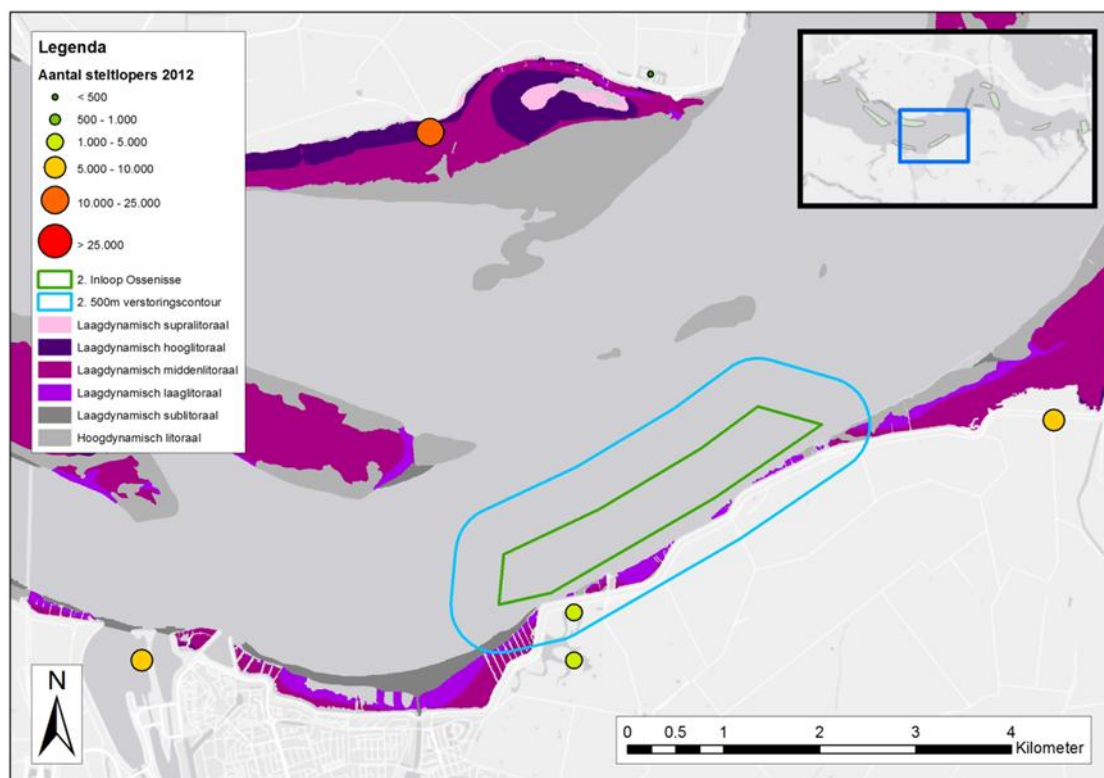 Legenda
Aantal steltlopers 2012
< 500
500 - 1.000
1.000 - 5.000
5.000 - 10.000
10.000 - 25.000
> 25.000
2. Inloop Ossenisse
2. 500m verstoringscontour
Laagdynamisch supralitoraal
Laagdynamisch hooglitoraal
Laagdynamisch middenlitoraal
Laagdynamisch laaglitoraal
Laagdynamisch sublitoraal
Hoogdynamisch litoraal
N
0 0.5 1 2 3 4
Kilometer